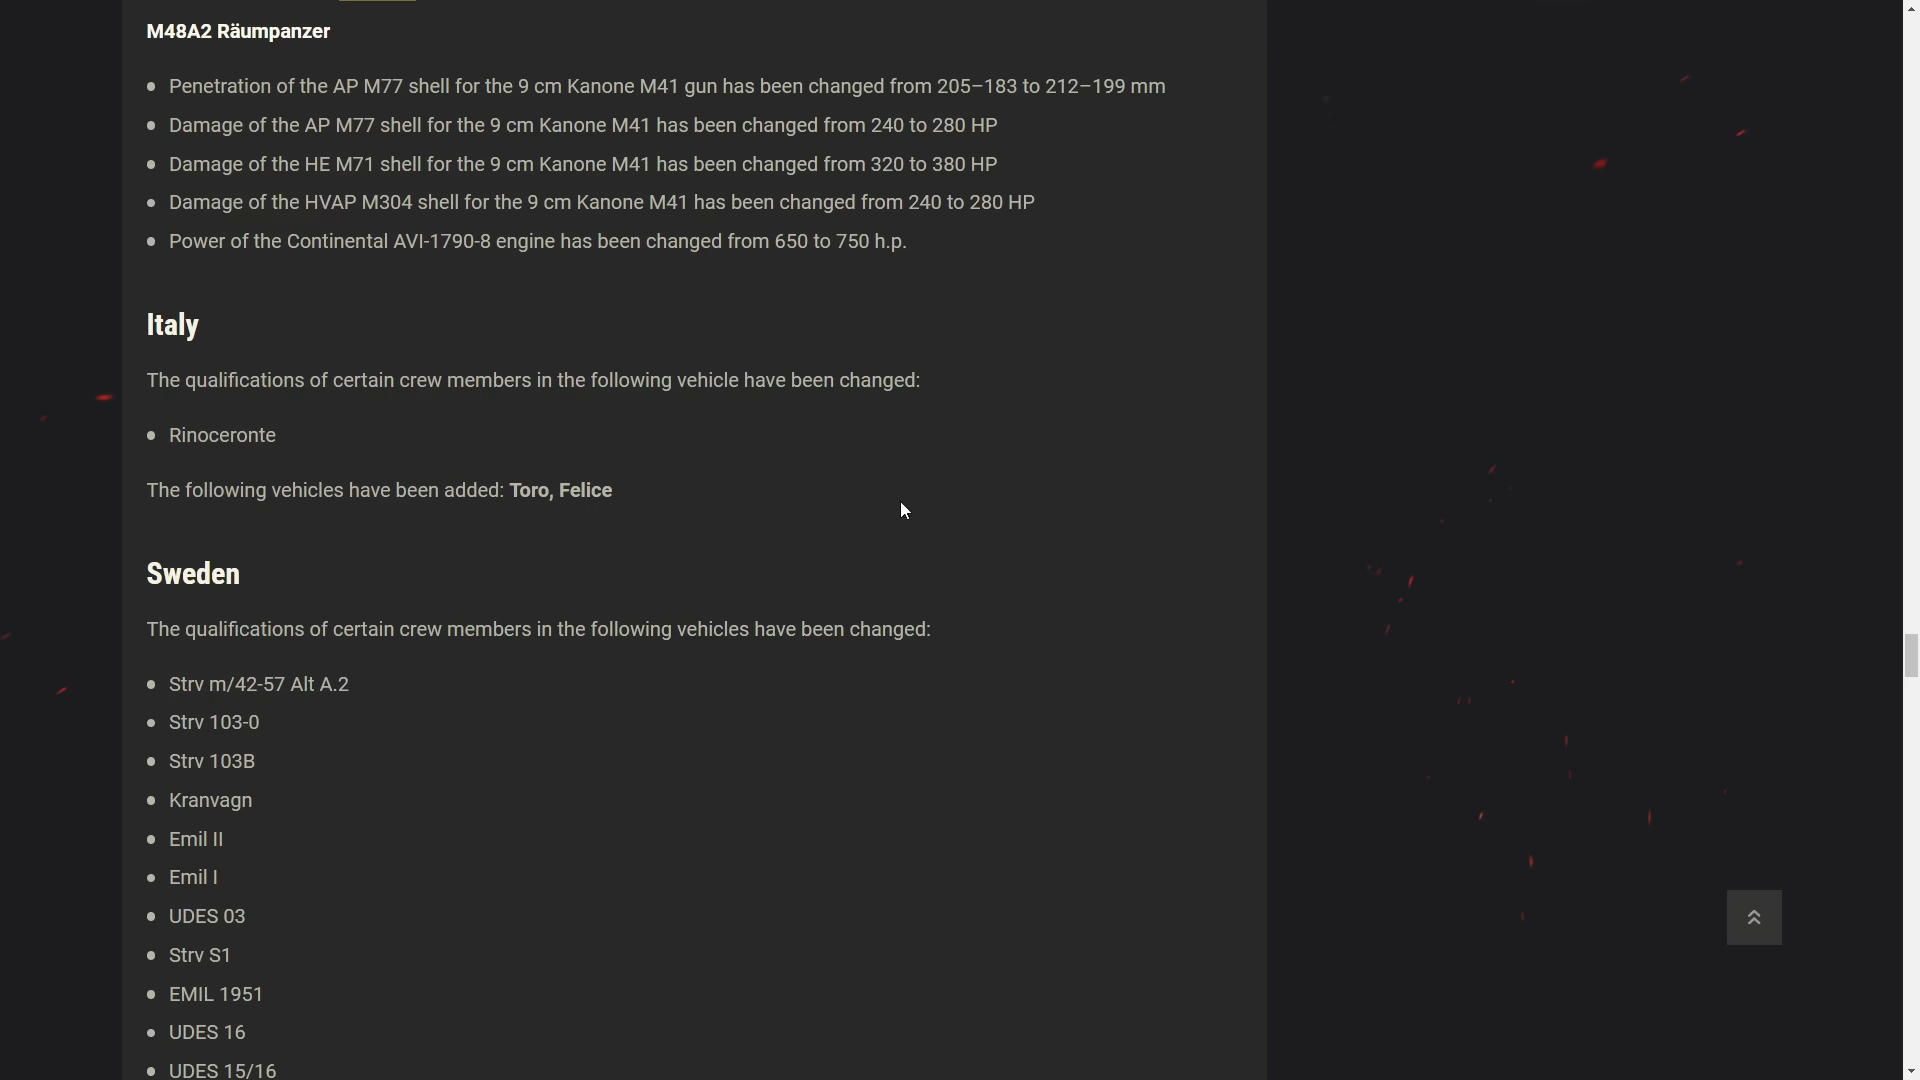 M48A2 Räumpanzer
Penetration of the AP M77 shell for the 9 cm Kanone M41 gun has been changed from 205–183 to 212–199 mm
Damage of the AP M77 shell for the 9 cm Kanone M41 has been changed from 240 to 280 HP
Damage of the HE M71 shell for the 9 cm Kanone M41 has been changed from 320 to 380 HP
Damage of the HVAP M304 shell for the 9 cm Kanone M41 has been changed from 240 to 280 HP
Power of the Continental AVI-1790-8 engine has been changed from 650 to 750 h.p.
Italy
The qualifications of certain crew members in the following vehicle have been changed:
Rinoceronte
The following vehicles have been added: Toro, Felice
Sweden
The qualifications of certain crew members in the following vehicles have been changed:
Strv m/42-57 Alt A.2
Strv 103-0
Strv 103B
Kranvagn
Emil II
Emil I
UDES 03
Strv S1
EMIL 1951
UDES 16
UDES 15/16